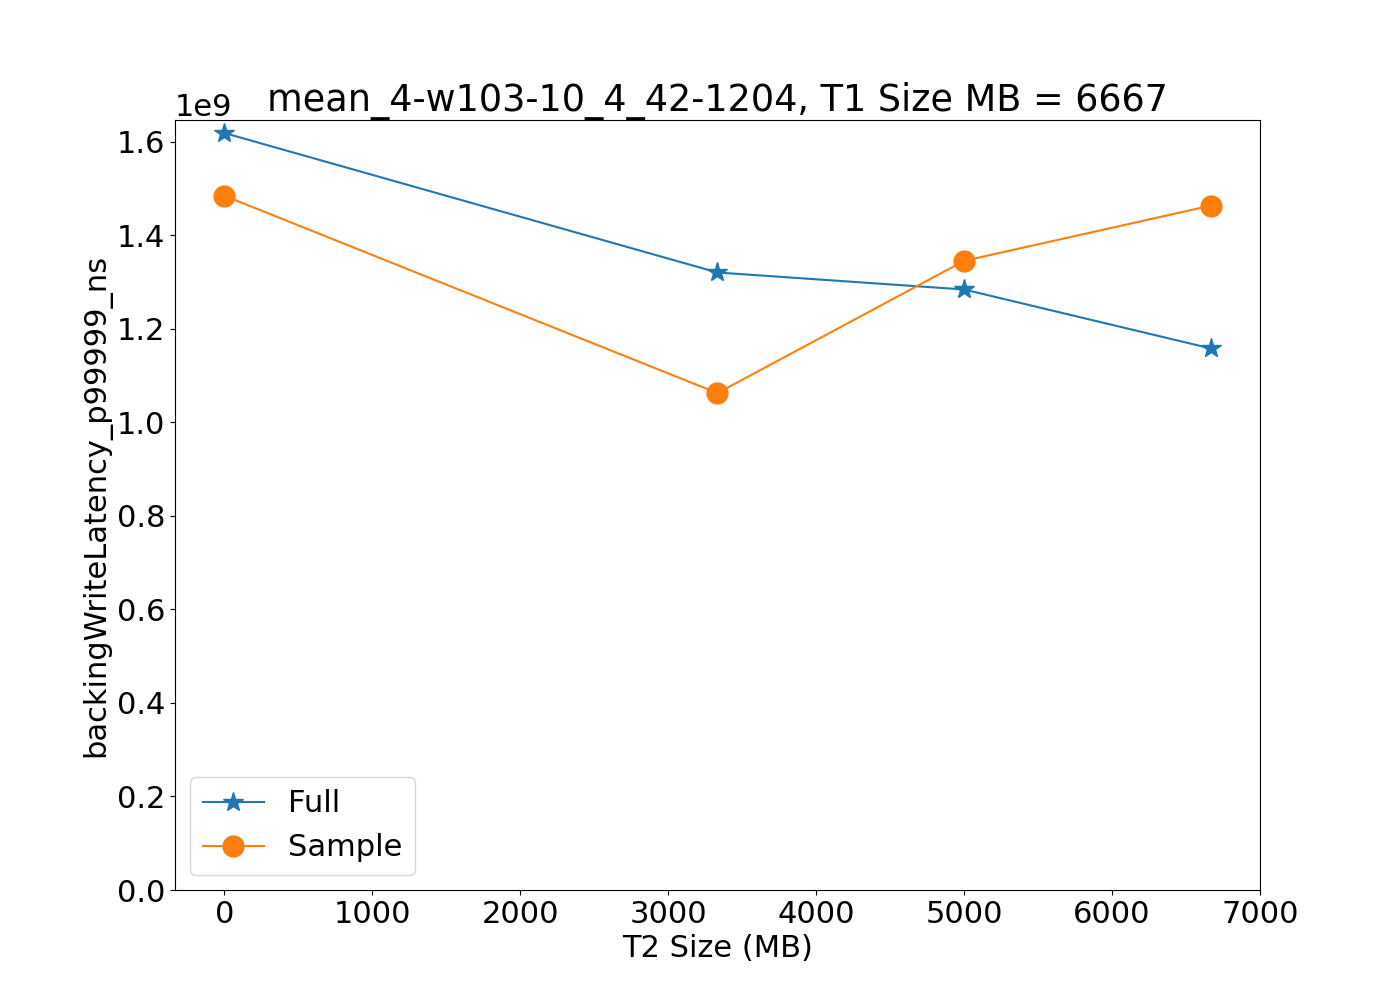 mean_4-w103-10_4_42-1204, T1 Size MB = 6667
1e9
1.6
1.4
1.2
1.0
0.8
0.6
0.4
0.2
0.0
backingWriteLatency_p99999_ns
Full
Sample
0 1000 2000 3000 4000 5000 6000 7000
T2 Size (MB)